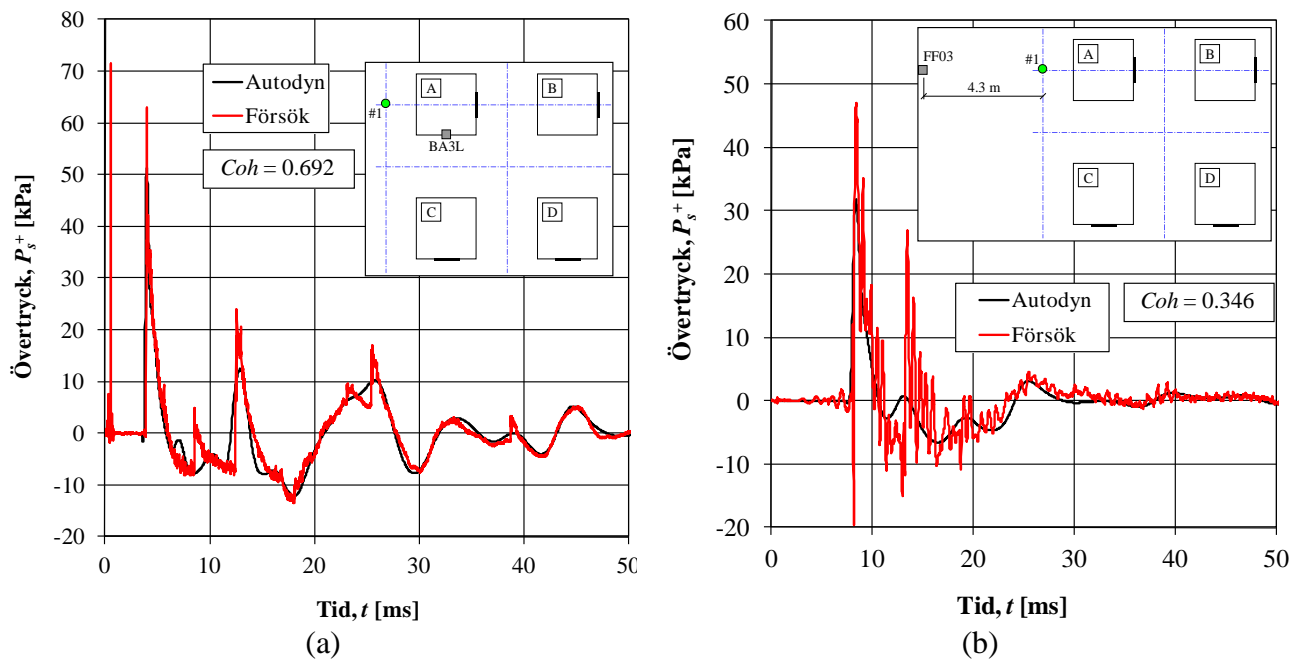 80
70
60
50
40
30
20
10
0
-10
-20
Övertryck, Pₛ⁺ [kPa]
Autodyn
Försök
Coh = 0.692
A
B
#1
BA3L
C
D
0 10 20 30 40 50
Tid, t [ms]
(a)
60
50
40
30
20
10
0
-10
-20
Övertryck, Pₛ⁺ [kPa]
FF03
#1
A
B
4.3 m
C
D
Autodyn
Försök
Coh = 0.346
0 10 20 30 40 50
Tid, t [ms]
(b)